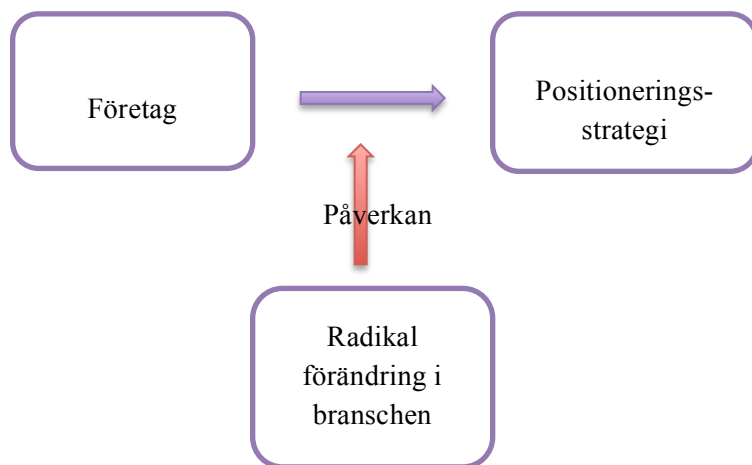 Företag
Positionerings-
strategi
Påverkan
Radikal
förändring i
branschen